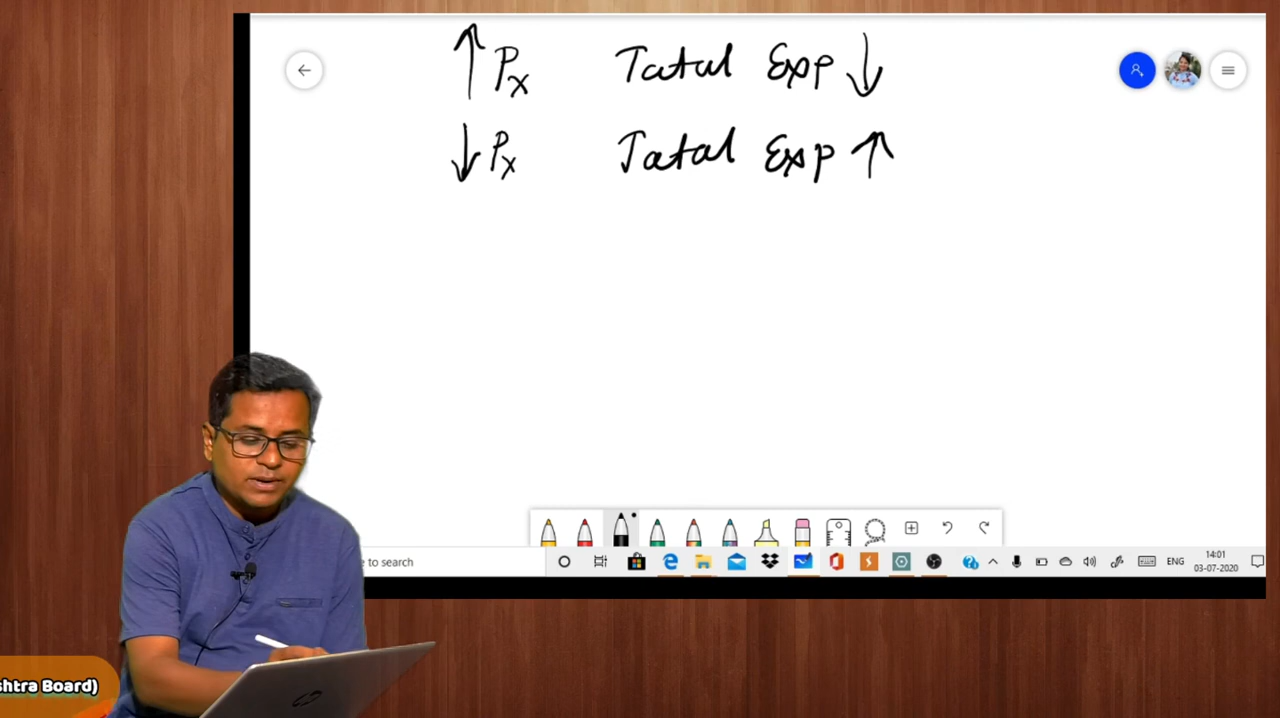 ↑ Px Tatal Exp ↓
↓ Px Tatal Exp ↑
e to search
ENG
14:01
03-07-2020
shtra Board)